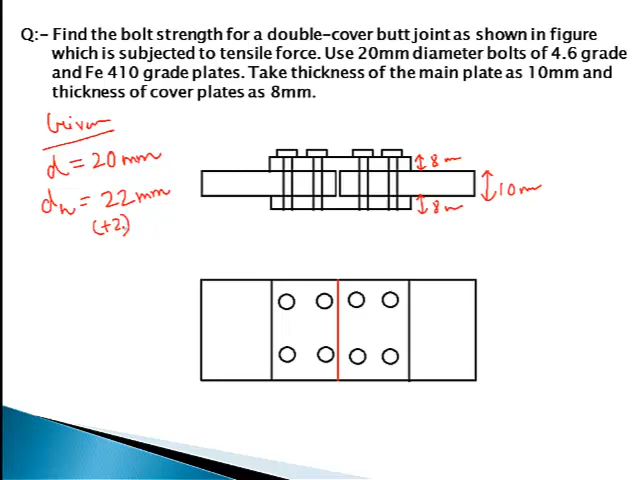 Q:- Find the bolt strength for a double-cover butt joint as shown in figure
which is subjected to tensile force. Use 20mm diameter bolts of 4.6 grade
and Fe 410 grade plates. Take thickness of the main plate as 10mm and
thickness of cover plates as 8mm.
Given
d = 20 mm
dh = 22 mm
(+2)
8 m
10 m
8 m